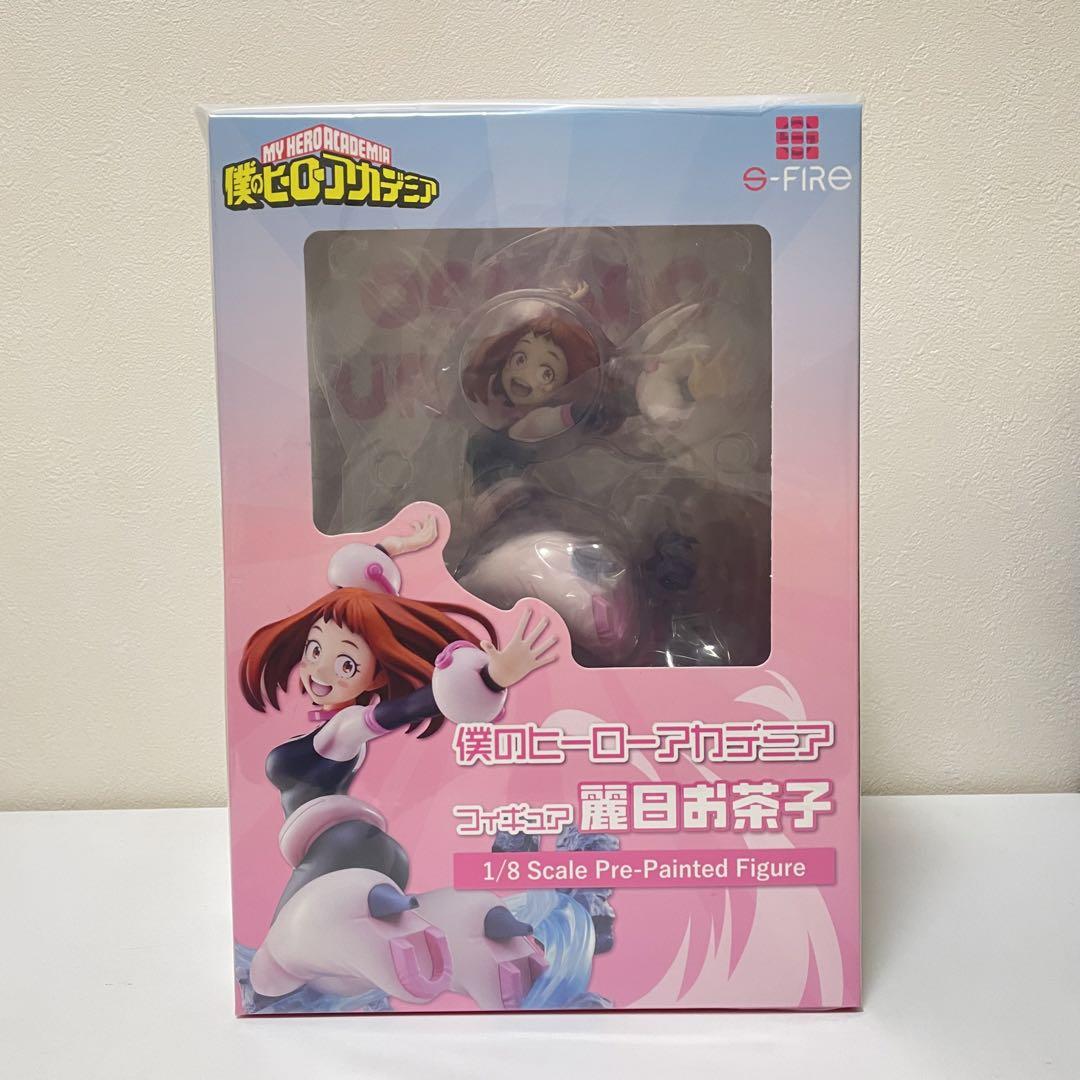 MY HERO ACADEMIA
僕のヒーローアカデミア
S-FIRE
UR
僕のヒーローアカデミア
フィギュア 麗日お茶子
1/8 Scale Pre-Painted Figure